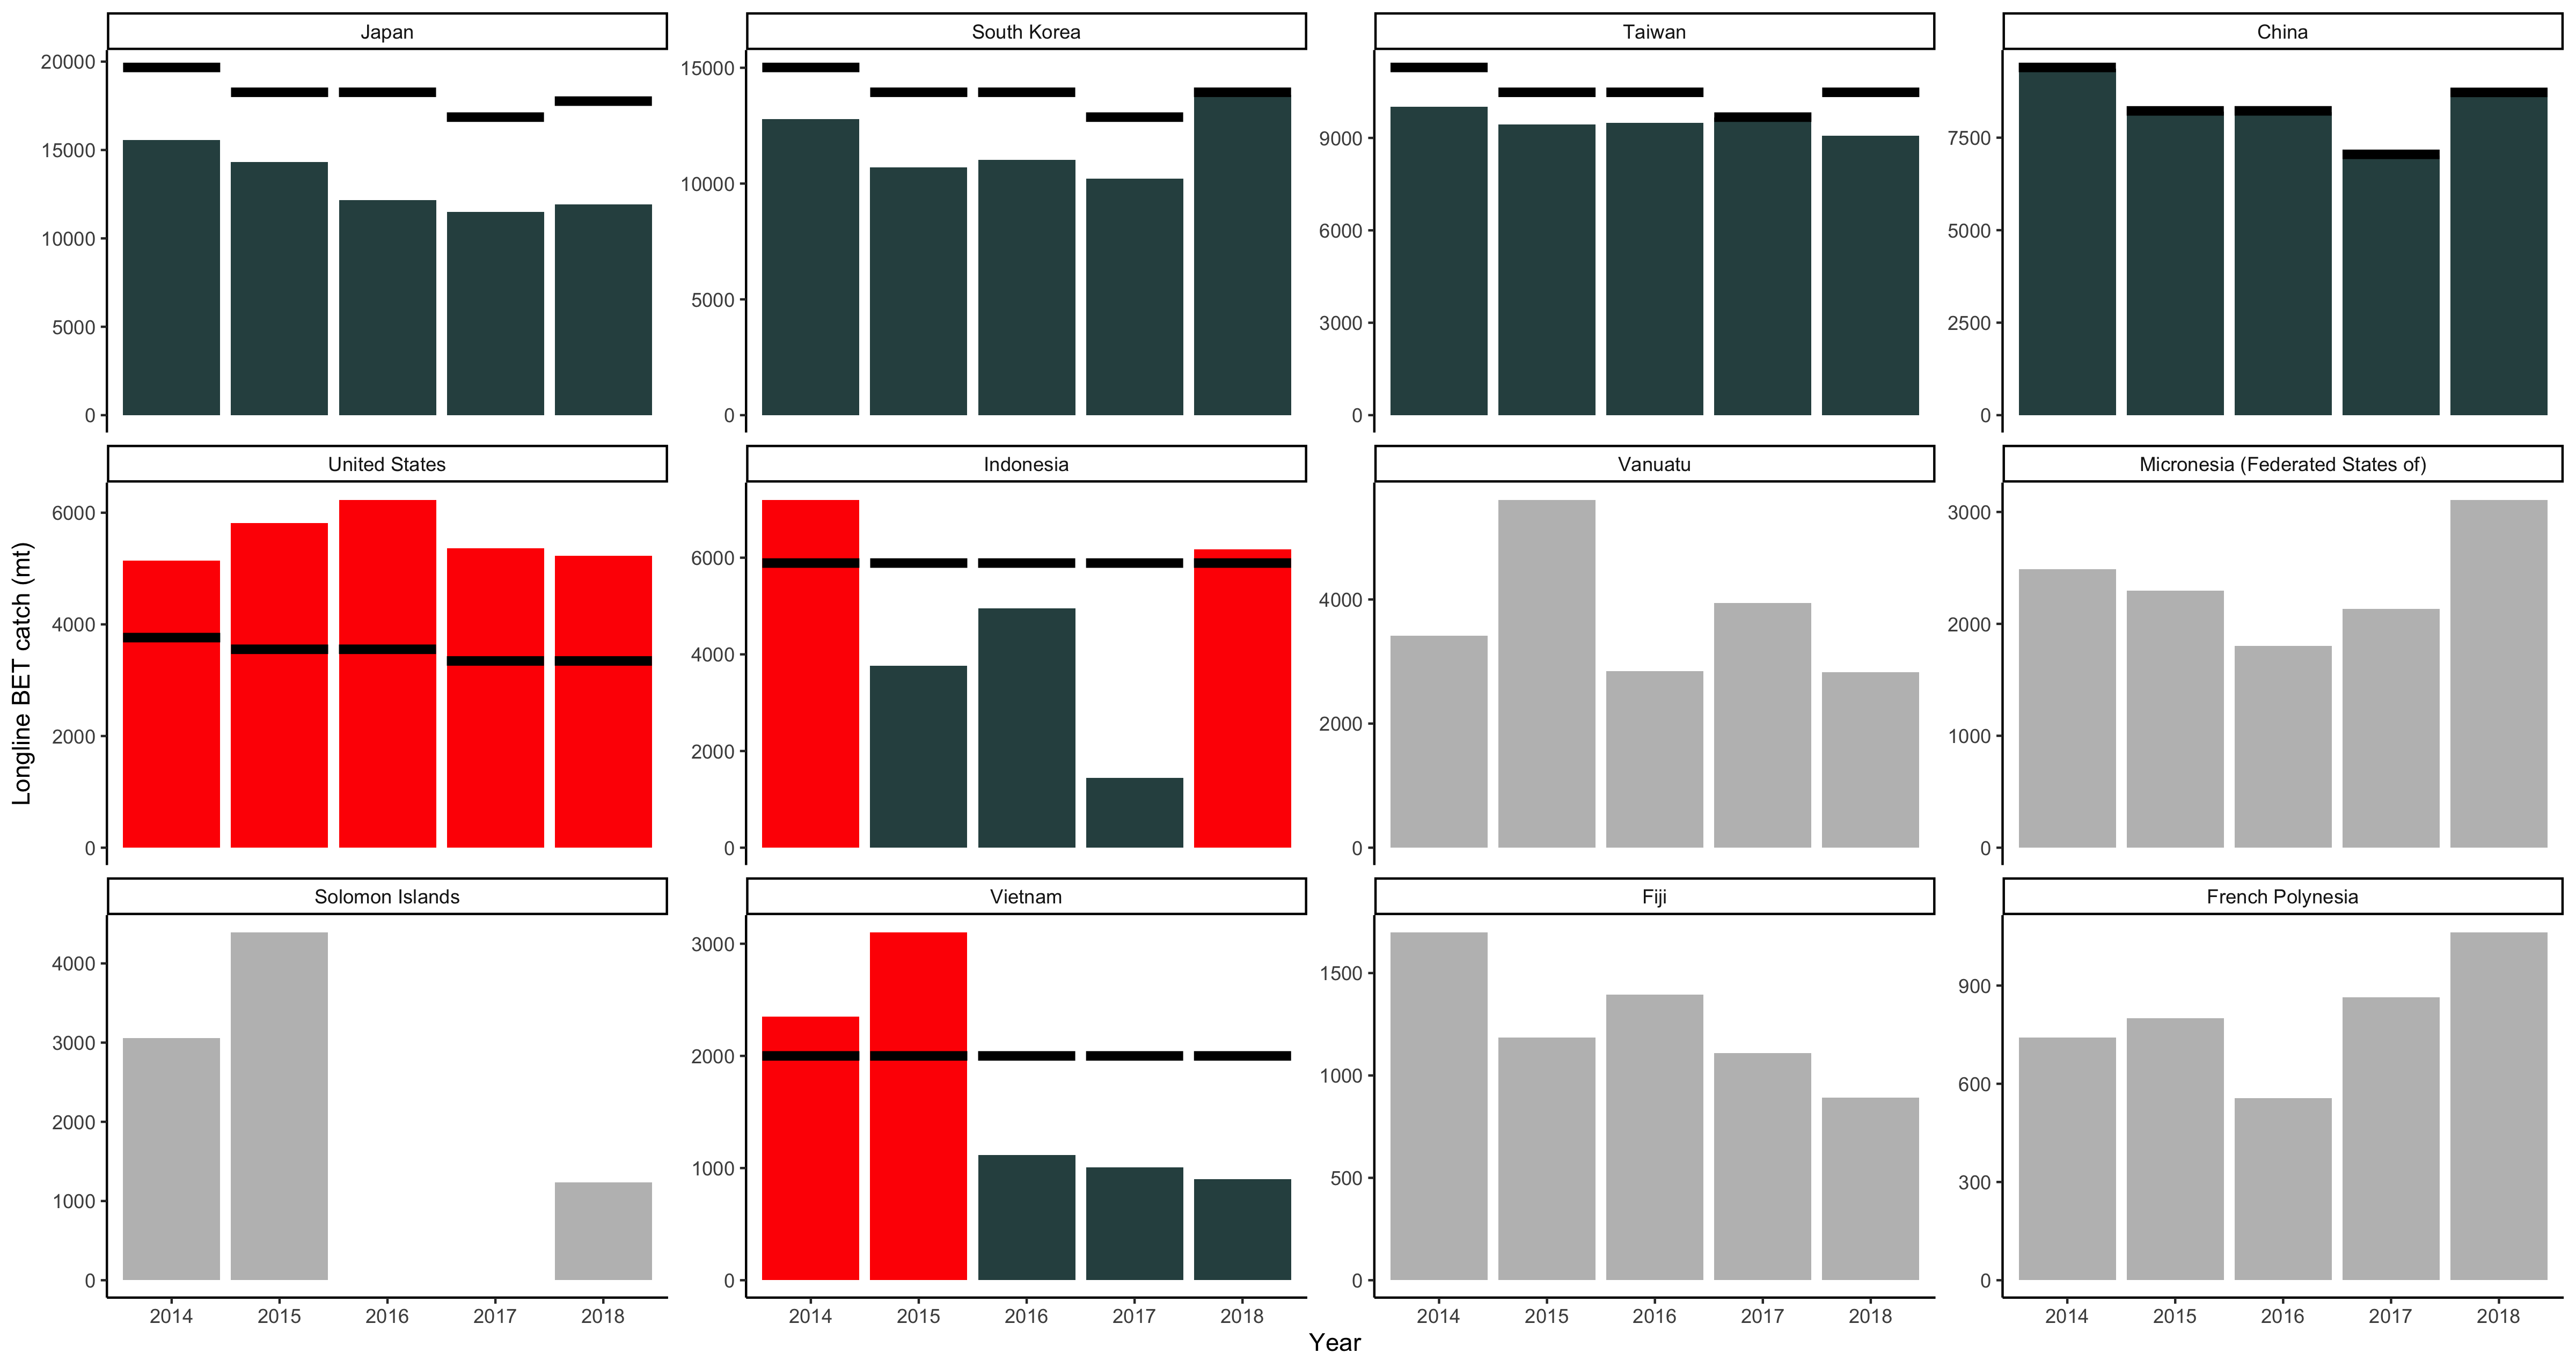 Japan
South Korea
Taiwan
China
20000
15000
10000
5000
0
15000
10000
5000
0
9000
6000
3000
0
7500
5000
2500
0
United States
Indonesia
Vanuatu
Micronesia (Federated States of)
6000
4000
2000
0
6000
4000
2000
0
4000
2000
0
3000
2000
1000
0
Longline BET catch (mt)
Solomon Islands
Vietnam
Fiji
French Polynesia
4000
3000
2000
1000
0
3000
2000
1000
0
1500
1000
500
0
900
600
300
0
2014 2015 2016 2017 2018
2014 2015 2016 2017 2018
2014 2015 2016 2017 2018
2014 2015 2016 2017 2018
Year